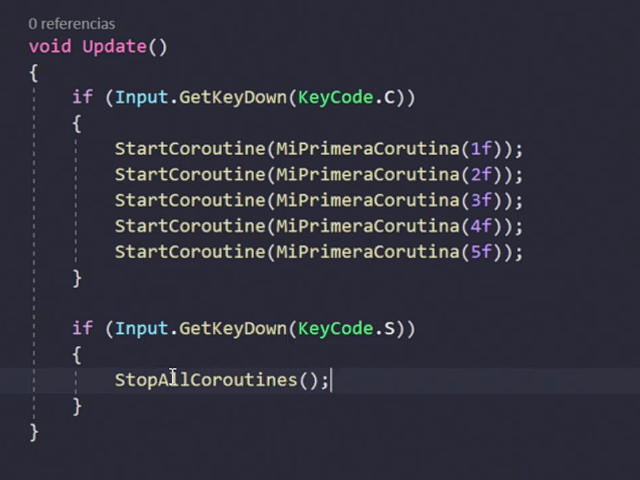 0 referencias
void Update()
{
if (Input.GetKeyDown(KeyCode.C))
{
StartCoroutine(MiPrimeraCorutina(1f));
StartCoroutine(MiPrimeraCorutina(2f));
StartCoroutine(MiPrimeraCorutina(3f));
StartCoroutine(MiPrimeraCorutina(4f));
StartCoroutine(MiPrimeraCorutina(5f));
}
if (Input.GetKeyDown(KeyCode.S))
{
StopAllCoroutines();
}
}